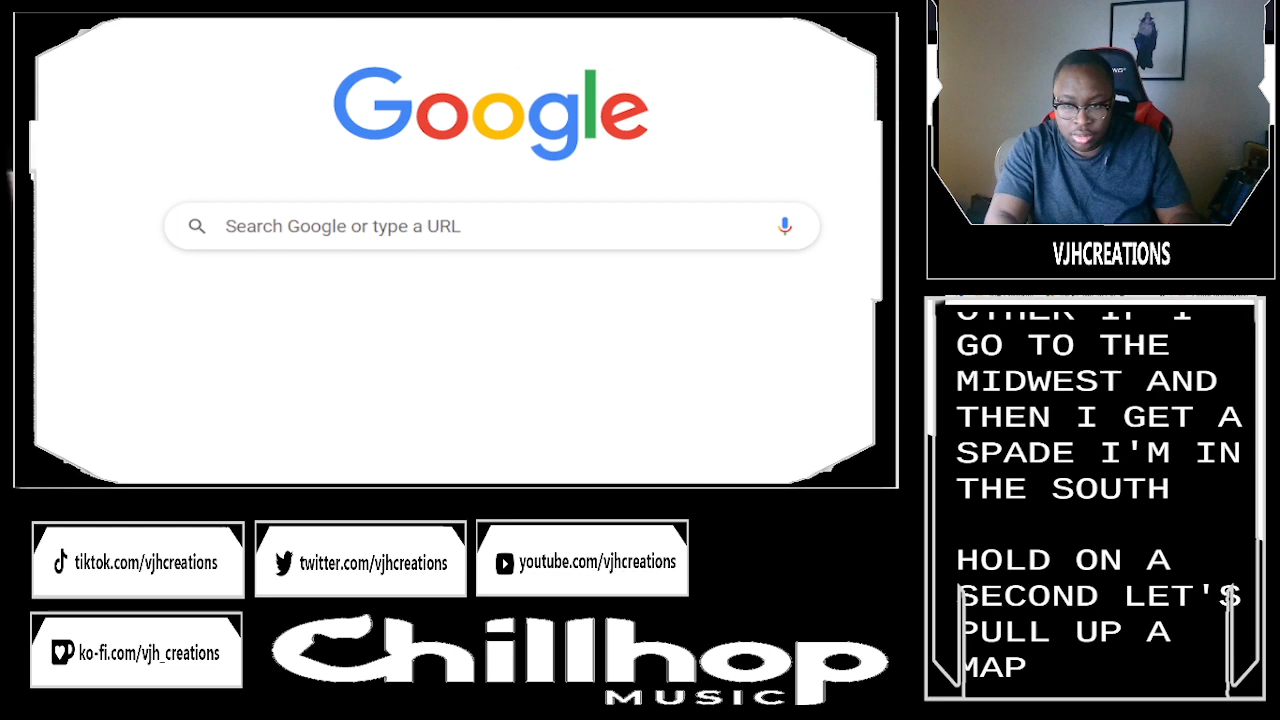 Google
Search Google or type a URL
VJHCREATIONS
OTHER IF I
GO TO THE
MIDWEST AND
THEN I GET A
SPADE I'M IN
THE SOUTH
HOLD ON A
SECOND LET'S
PULL UP A
MAP
tiktok.com/vjhcreations
twitter.com/vjhcreations
youtube.com/vjhcreations
ko-fi.com/vjh_creations
Chillhop
MUSIC